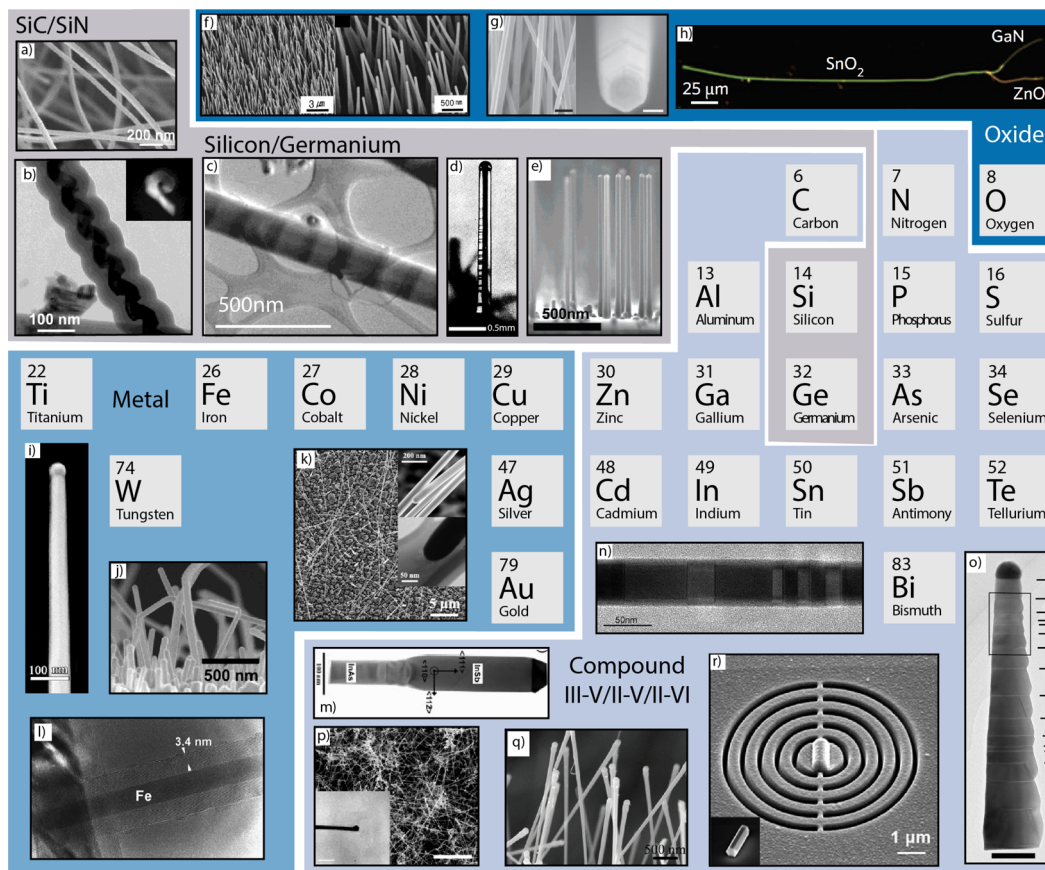 SiC/SiN
a)
200 nm
f)
3 μm
500 nm
g)
h)
GaN
SnO2
25 μm
ZnO
Silicon/Germanium
Oxide
b)
100 nm
c)
500nm
d)
0.5mm
e)
500nm
6
C
Carbon
7
N
Nitrogen
8
O
Oxygen
13
Al
Aluminum
14
Si
Silicon
15
P
Phosphorus
16
S
Sulfur
22
Ti
Titanium
Metal
26
Fe
Iron
27
Co
Cobalt
28
Ni
Nickel
29
Cu
Copper
30
Zn
Zinc
31
Ga
Gallium
32
Ge
Germanium
33
As
Arsenic
34
Se
Selenium
i)
100 nm
74
W
Tungsten
k)
200 nm
50 nm
5 μm
47
Ag
Silver
48
Cd
Cadmium
49
In
Indium
50
Sn
Tin
51
Sb
Antimony
52
Te
Tellurium
j)
500 nm
79
Au
Gold
n)
50nm
83
Bi
Bismuth
o)
l)
3.4 nm
Fe
m)
100 nm
InAs
<110>
<111>
<112>
InSb
Compound
III-V/II-V/II-VI
p)
q)
500 nm
r)
1 μm